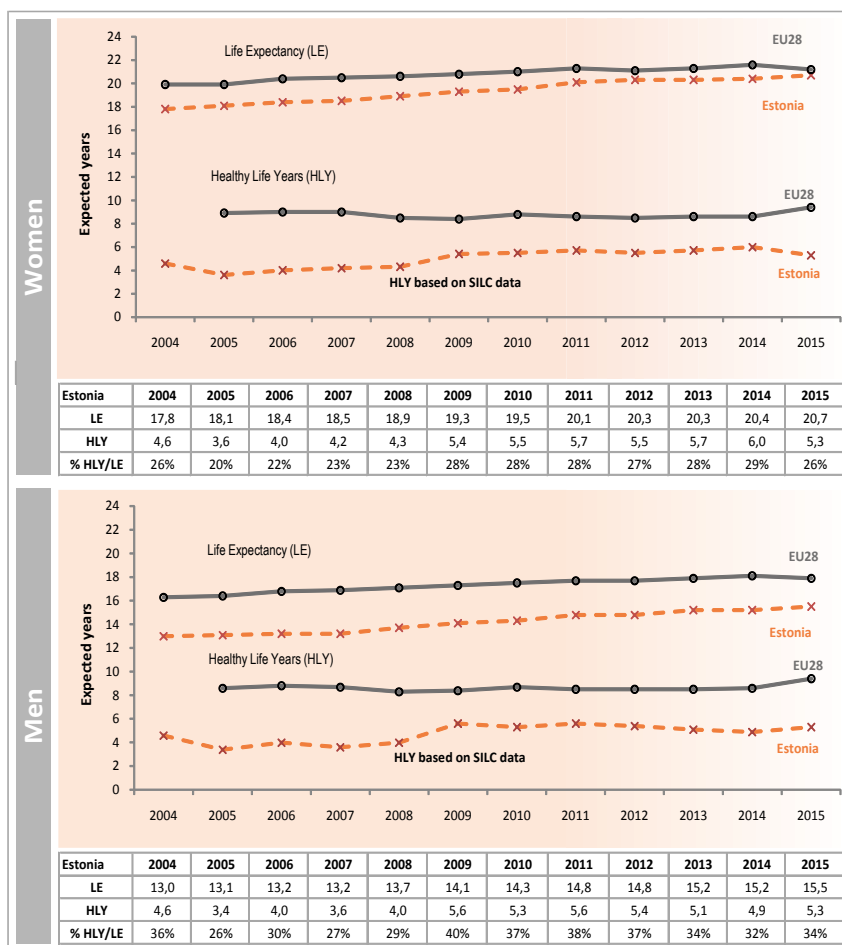 Women
EU28
24
Life Expectancy (LE)
22
20
18
Estonia
16
14
Healthy Life Years (HLY)
12
EU28
10
8
6
4
Estonia
HLY based on SILC data
2
0
Expected years
2004 2005 2006 2007 2008 2009 2010 2011 2012 2013 2014 2015
Estonia 2004 2005 2006 2007 2008 2009 2010 2011 2012 2013 2014 2015
LE 17,8 18,1 18,4 18,5 18,9 19,3 19,5 20,1 20,3 20,3 20,4 20,7
HLY 4,6 3,6 4,0 4,2 4,3 5,4 5,5 5,7 5,5 5,7 6,0 5,3
% HLY/LE 26% 20% 22% 23% 23% 28% 28% 28% 27% 28% 29% 26%
Men
24
22
20
Life Expectancy (LE)
EU28
18
16
14
Estonia
12
Healthy Life Years (HLY)
EU28
10
8
6
4
Estonia
HLY based on SILC data
2
0
Expected years
2004 2005 2006 2007 2008 2009 2010 2011 2012 2013 2014 2015
Estonia 2004 2005 2006 2007 2008 2009 2010 2011 2012 2013 2014 2015
LE 13,0 13,1 13,2 13,2 13,7 14,1 14,3 14,8 14,8 15,2 15,2 15,5
HLY 4,6 3,4 4,0 3,6 4,0 5,6 5,3 5,6 5,4 5,1 4,9 5,3
% HLY/LE 36% 26% 30% 27% 29% 40% 37% 38% 37% 34% 32% 34%